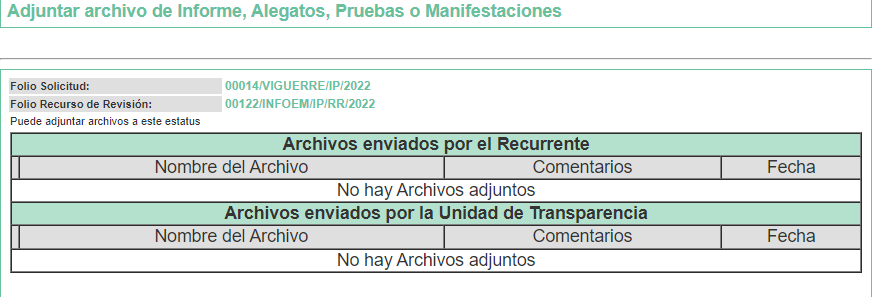 Adjuntar archivo de Informe, Alegatos, Pruebas o Manifestaciones
Folio Solicitud: 00014/VIGUERRE/IP/2022
Folio Recurso de Revisión: 00122/INFOEM/IP/RR/2022
Puede adjuntar archivos a este estatus
Archivos enviados por el Recurrente
Nombre del Archivo Comentarios Fecha
No hay Archivos adjuntos
Archivos enviados por la Unidad de Transparencia
Nombre del Archivo Comentarios Fecha
No hay Archivos adjuntos